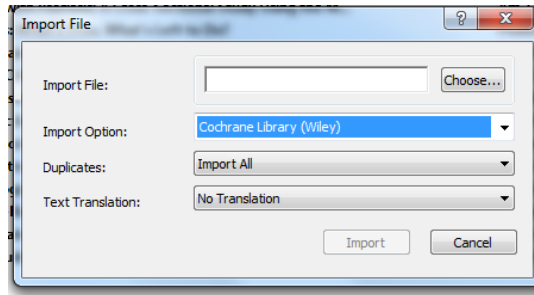 Import File
Import File:
Choose...
Import Option:
Cochrane Library (Wiley)
Duplicates:
Import All
Text Translation:
No Translation
Import
Cancel